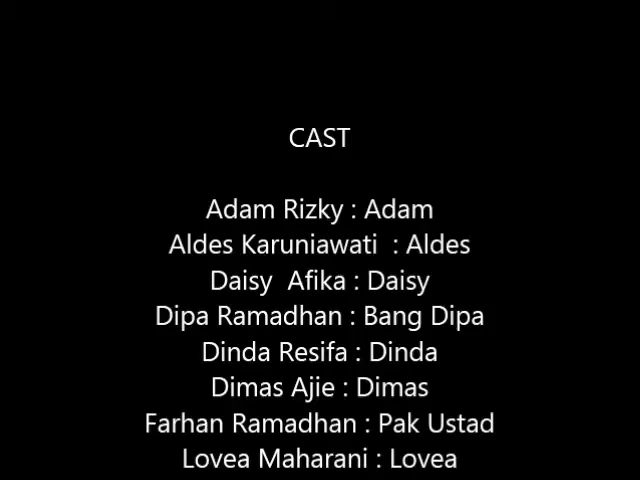 CAST
Adam Rizky : Adam
Aldes Karuniawati  : Aldes
Daisy  Afika : Daisy
Dipa Ramadhan : Bang Dipa
Dinda Resifa : Dinda
Dimas Ajie : Dimas
Farhan Ramadhan : Pak Ustad
Lovea Maharani : Lovea